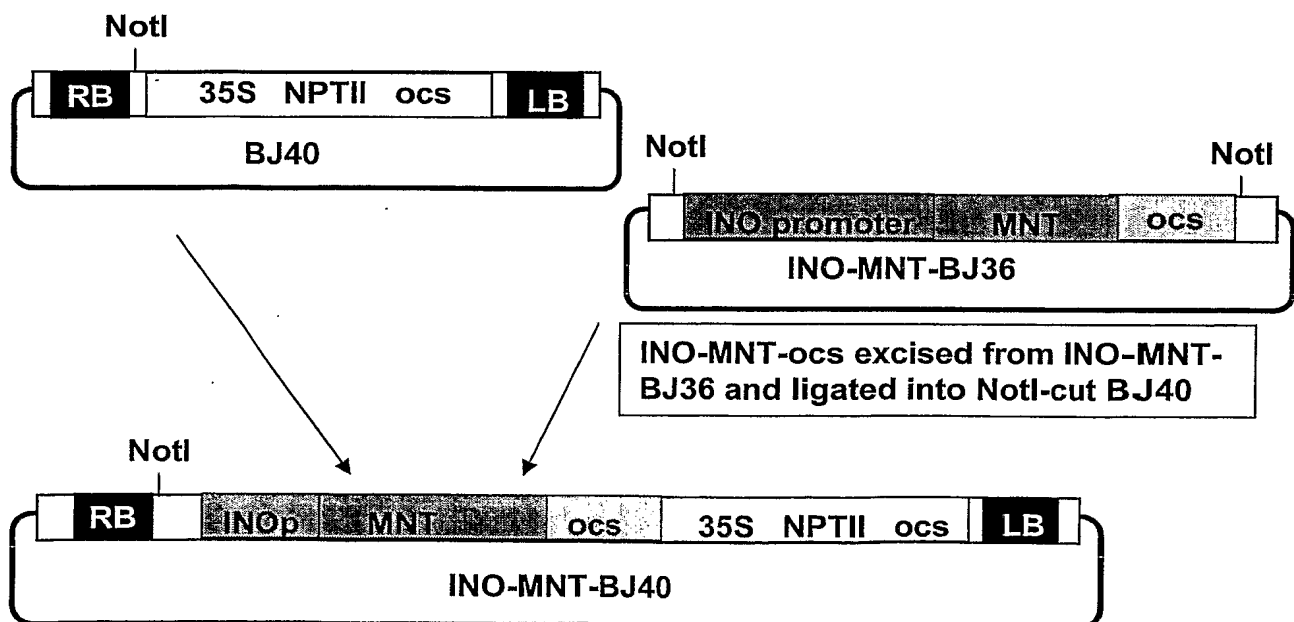 NotI
RB 35S NPTII ocs LB
BJ40
NotI NotI
INO promoter MNT ocs
INO-MNT-BJ36
INO-MNT-ocs excised from INO-MNT-
BJ36 and ligated into NotI-cut BJ40
NotI
RB INOp MNT ocs 35S NPTII ocs LB
INO-MNT-BJ40